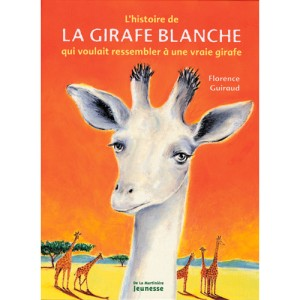 L'histoire de
LA GIRAFE BLANCHE
qui voulait ressembler à une vraie girafe
Florence
Guiraud
De La Martinière
jeunesse